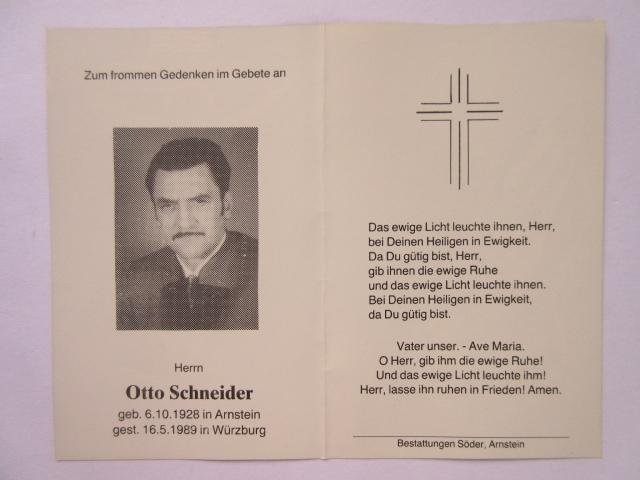 Zum frommen Gedenken im Gebete an
Herrn
Otto Schneider
geb. 6.10.1928 in Arnstein
gest. 16.5.1989 in Würzburg
Das ewige Licht leuchte ihnen, Herr,
bei Deinen Heiligen in Ewigkeit.
Da Du gütig bist, Herr,
gib ihnen die ewige Ruhe
und das ewige Licht leuchte ihnen.
Bei Deinen Heiligen in Ewigkeit,
da Du gütig bist.
Vater unser. - Ave Maria.
O Herr, gib ihm die ewige Ruhe!
Und das ewige Licht leuchte ihm!
Herr, lasse ihn ruhen in Frieden! Amen.
Bestattungen Söder, Arnstein